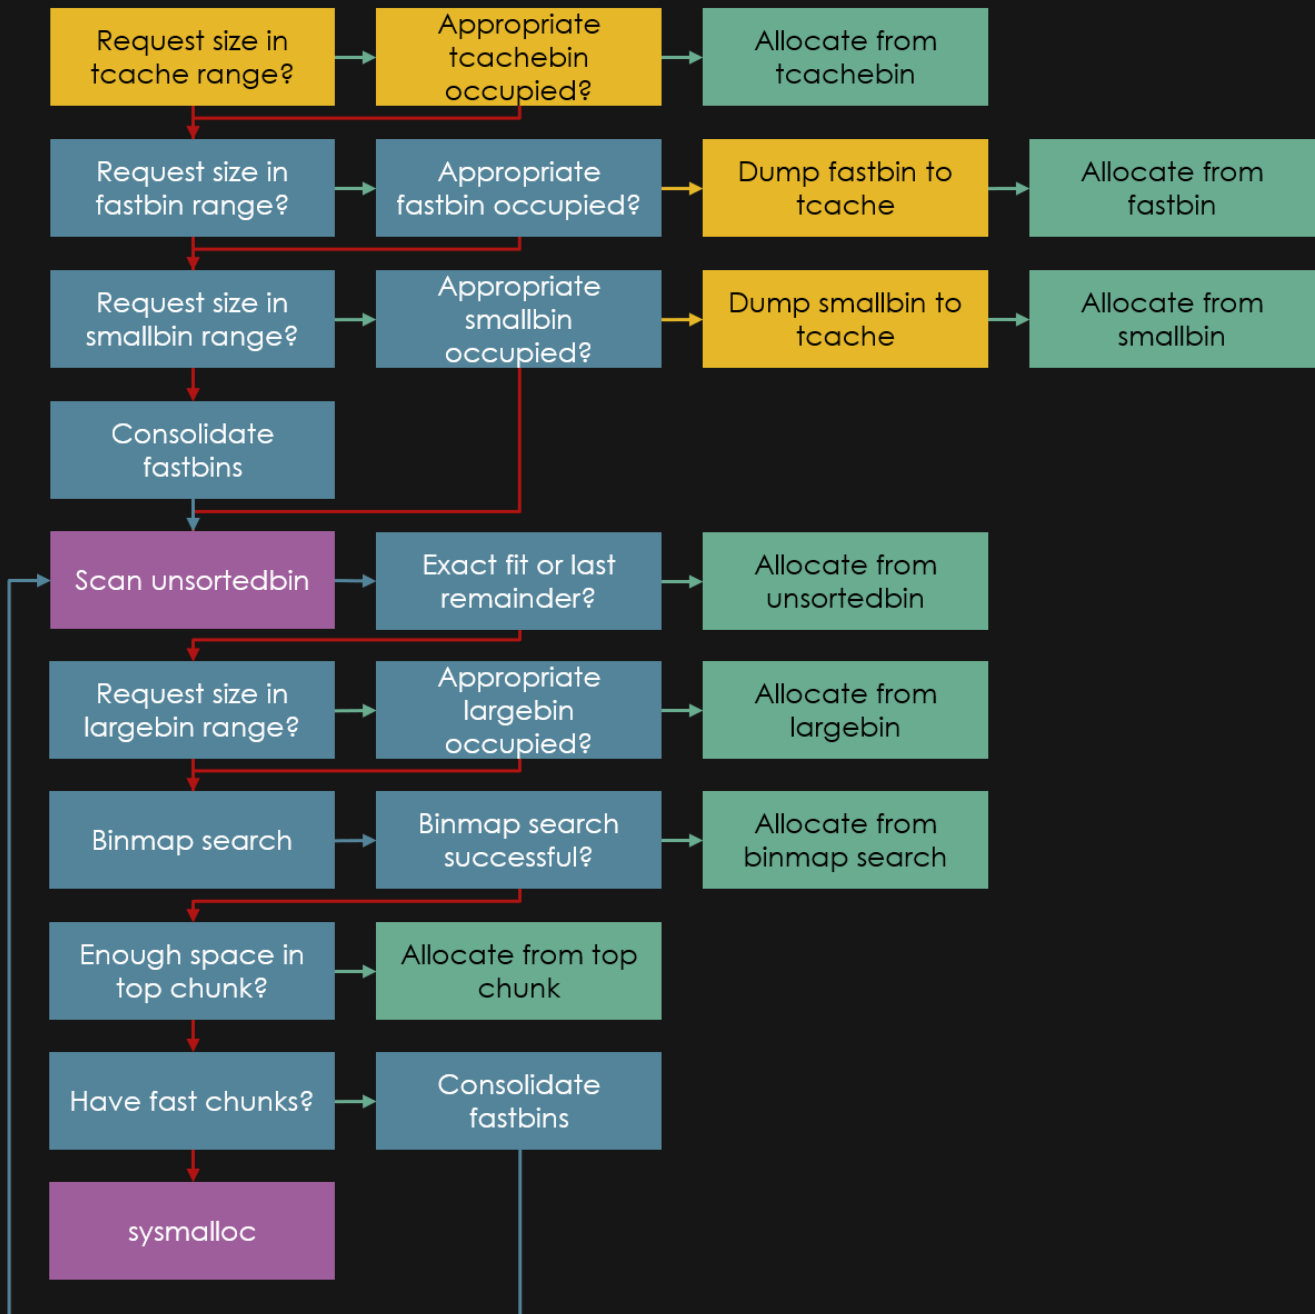 Request size in
tcache range?
Appropriate
tcachebin
occupied?
Allocate from
tcachebin
Request size in
fastbin range?
Appropriate
fastbin occupied?
Dump fastbin to
tcache
Allocate from
fastbin
Request size in
smallbin range?
Appropriate
smallbin
occupied?
Dump smallbin to
tcache
Allocate from
smallbin
Consolidate
fastbins
Scan unsortedbin
Exact fit or last
remainder?
Allocate from
unsortedbin
Request size in
largebin range?
Appropriate
largebin
occupied?
Allocate from
largebin
Binmap search
Binmap search
successful?
Allocate from
binmap search
Enough space in
top chunk?
Allocate from top
chunk
Have fast chunks?
Consolidate
fastbins
sysmalloc